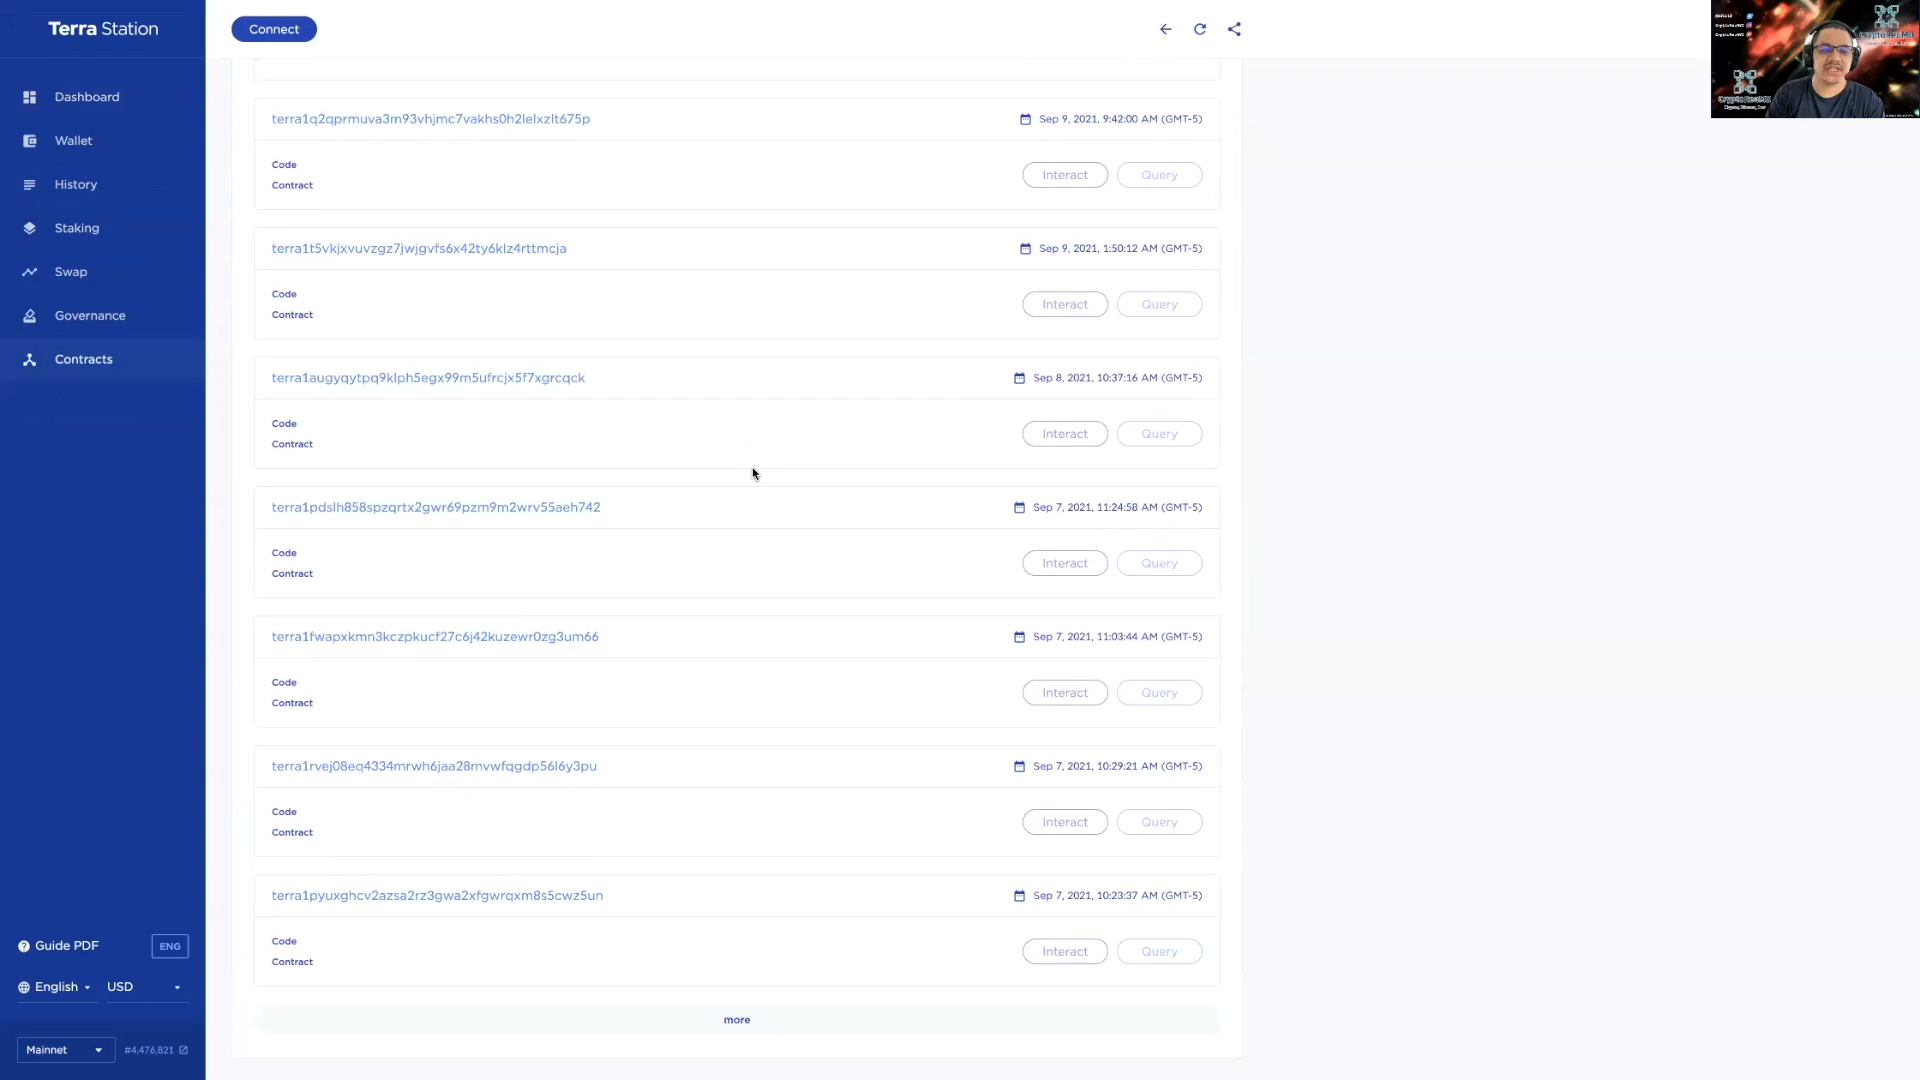 Terra Station
Connect
Dashboard
Wallet
History
Staking
Swap
Governance
Contracts
terra1q2qprmuva3m93vhjmc7vakhs0h2lelxzlt675p
Sep 9, 2021, 9:42:00 AM (GMT-5)
Code
Contract
Interact
Query
terra1t5vkjxvuvzgz7jwjgvfs6x42ty6klz4rttmcja
Sep 9, 2021, 1:50:12 AM (GMT-5)
Code
Contract
Interact
Query
terra1augyqytpq9klph5egx99m5ufrcjx5f7xgrcqck
Sep 8, 2021, 10:37:16 AM (GMT-5)
Code
Contract
Interact
Query
terra1pdslh858spzqrtx2gwr69pzm9m2wrv55aeh742
Sep 7, 2021, 11:24:58 AM (GMT-5)
Code
Contract
Interact
Query
terra1fwapxkmn3kczpkucf27c6j42kuzewr0zg3um66
Sep 7, 2021, 11:03:44 AM (GMT-5)
Code
Contract
Interact
Query
terra1rvej08eq4334mrwh6jaa28mvwfqgdp56l6y3pu
Sep 7, 2021, 10:29:21 AM (GMT-5)
Code
Contract
Interact
Query
terra1pyuxghcv2azsa2rz3gwa2xfgwrqxm8s5cwz5un
Sep 7, 2021, 10:23:37 AM (GMT-5)
Code
Contract
Interact
Query
more
Guide PDF
ENG
English
USD
Mainnet
#4,476,821